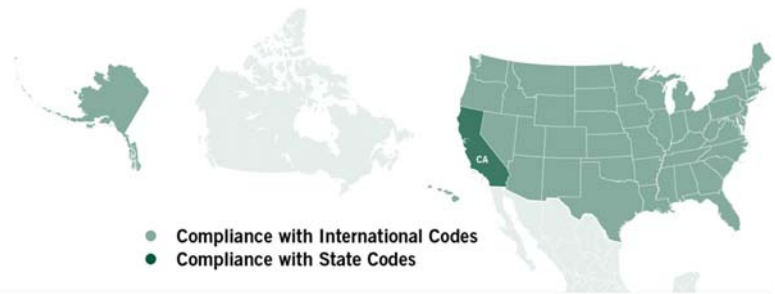 CA
Compliance with International Codes
Compliance with State Codes